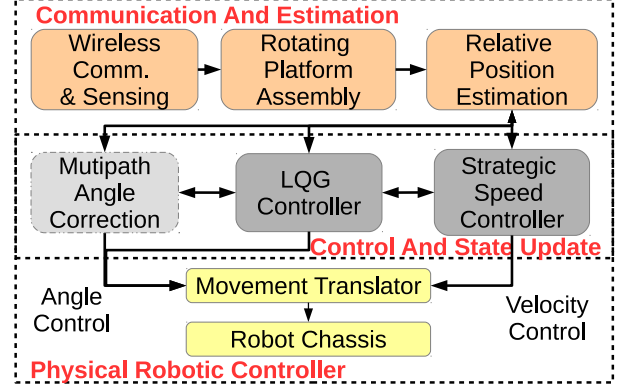 Communication And Estimation
Wireless
Comm.
& Sensing
Rotating
Platform
Assembly
Relative
Position
Estimation
Mutipath
Angle
Correction
LQG
Controller
Strategic
Speed
Controller
Control And State Update
Angle
Control
Movement Translator
Robot Chassis
Velocity
Control
Physical Robotic Controller